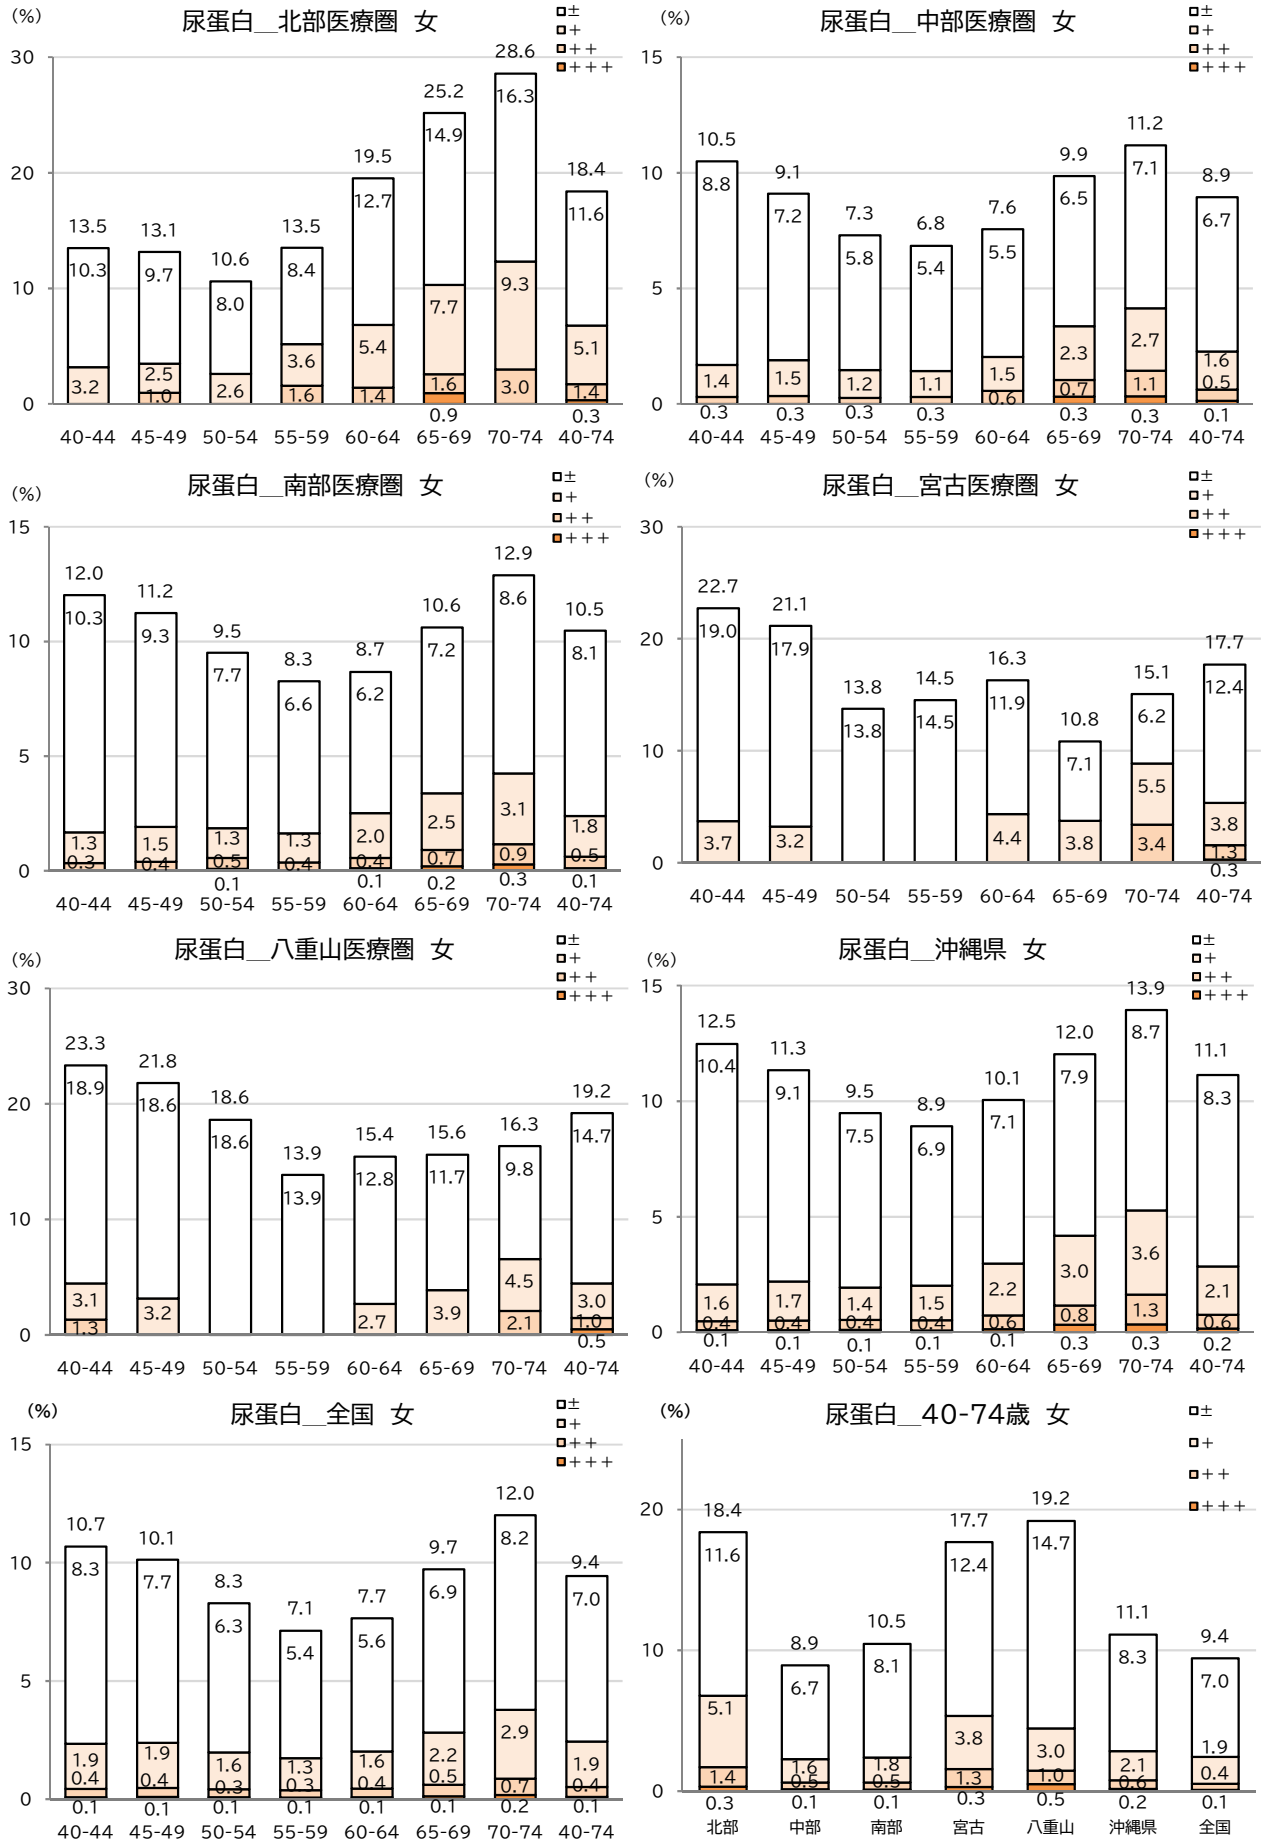 (%)
尿蛋白__北部医療圏 女
±
+
++
+++
30
20
10
0
13.5 13.1 10.6 13.5 19.5 25.2 28.6 18.4
10.3 9.7 8.0 8.4 12.7 14.9 16.3 11.6
3.2 2.5 2.6 3.6 5.4 7.7 9.3 5.1
1.0 1.6 1.4 1.6 3.0 1.4
0.9 0.3
40-44 45-49 50-54 55-59 60-64 65-69 70-74 40-74
(%)
尿蛋白__中部医療圏 女
±
+
++
+++
15
10
5
0
10.5 9.1 7.3 6.8 7.6 9.9 11.2 8.9
8.8 7.2 5.8 5.4 5.5 6.5 7.1 6.7
1.4 1.5 1.2 1.1 1.5 2.3 2.7 1.6
0.6 0.7 1.1 0.5
0.3 0.3 0.3 0.3 0.3 0.3 0.1
40-44 45-49 50-54 55-59 60-64 65-69 70-74 40-74
(%)
尿蛋白__南部医療圏 女
±
+
++
+++
15
10
5
0
12.0 11.2 9.5 8.3 8.7 10.6 12.9 10.5
10.3 9.3 7.7 6.6 6.2 7.2 8.6 8.1
1.3 1.5 1.3 1.3 2.0 2.5 3.1 1.8
0.3 0.4 0.5 0.4 0.4 0.7 0.9 0.5
0.1 0.1 0.2 0.3 0.1
40-44 45-49 50-54 55-59 60-64 65-69 70-74 40-74
(%)
尿蛋白__宮古医療圏 女
±
+
++
+++
30
20
10
0
22.7 21.1 13.8 14.5 16.3 10.8 15.1 17.7
19.0 17.9 13.8 14.5 11.9 7.1 6.2 12.4
3.7 3.2 4.4 3.8 5.5 3.8
3.4 1.3
0.3
40-44 45-49 50-54 55-59 60-64 65-69 70-74 40-74
(%)
尿蛋白__八重山医療圏 女
±
+
++
+++
30
20
10
0
23.3 21.8 18.6 13.9 15.4 15.6 16.3 19.2
18.9 18.6 18.6 13.9 12.8 11.7 9.8 14.7
3.1 3.2 2.7 3.9 4.5 3.0
1.3 2.1 1.0
0.5
40-44 45-49 50-54 55-59 60-64 65-69 70-74 40-74
(%)
尿蛋白__沖縄県 女
±
+
++
+++
15
10
5
0
12.5 11.3 9.5 8.9 10.1 12.0 13.9 11.1
10.4 9.1 7.5 6.9 7.1 7.9 8.7 8.3
1.6 1.7 1.4 1.5 2.2 3.0 3.6 2.1
0.4 0.4 0.4 0.4 0.6 0.8 1.3 0.6
0.1 0.1 0.1 0.1 0.1 0.3 0.3 0.2
40-44 45-49 50-54 55-59 60-64 65-69 70-74 40-74
(%)
尿蛋白__全国 女
±
+
++
+++
15
10
5
0
10.7 10.1 8.3 7.1 7.7 9.7 12.0 9.4
8.3 7.7 6.3 5.4 5.6 6.9 8.2 7.0
1.9 1.9 1.6 1.3 1.6 2.2 2.9 1.9
0.4 0.4 0.3 0.3 0.4 0.5 0.7 0.4
0.1 0.1 0.1 0.1 0.1 0.1 0.2 0.1
40-44 45-49 50-54 55-59 60-64 65-69 70-74 40-74
(%)
尿蛋白__40-74歳 女
±
+
++
+++
20
10
0
18.4 8.9 10.5 17.7 19.2 11.1 9.4
11.6 6.7 8.1 12.4 14.7 8.3 7.0
5.1 1.6 1.8 3.8 3.0 2.1 1.9
1.4 0.5 0.5 1.3 1.0 0.6 0.4
0.3 0.1 0.1 0.3 0.5 0.2 0.1
北部 中部 南部 宮古 八重山 沖縄県 全国